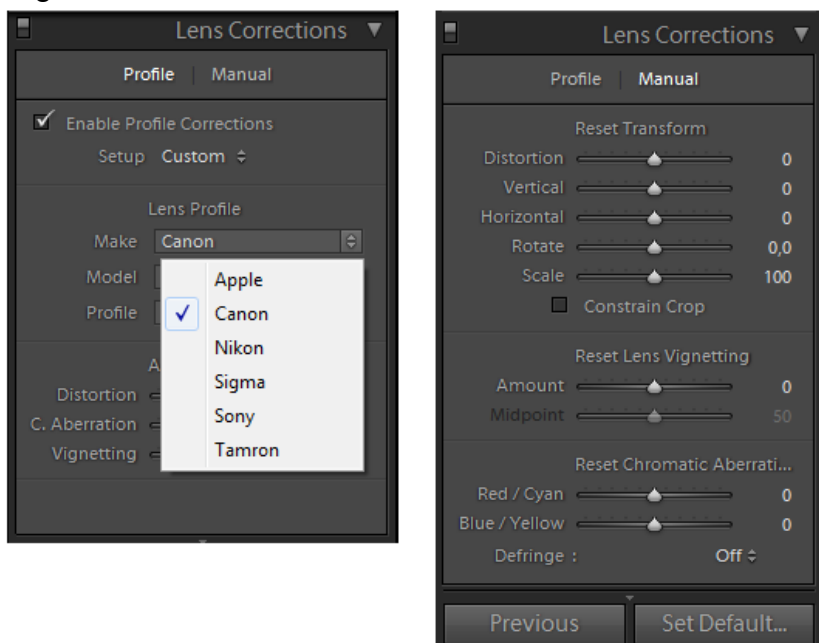 Lens Corrections
Profile | Manual
Enable Profile Corrections
Setup Custom
Lens Profile
Make Canon
Model
Profile
Apple
Canon
Nikon
Sigma
Sony
Tamron
A
Distortion
C. Aberration
Vignetting
Lens Corrections
Profile | Manual
Reset Transform
Distortion 0
Vertical 0
Horizontal 0
Rotate 0,0
Scale 100
Constrain Crop
Reset Lens Vignetting
Amount 0
Midpoint 50
Reset Chromatic Aberrati...
Red / Cyan 0
Blue / Yellow 0
Defringe : Off
Previous
Set Default...